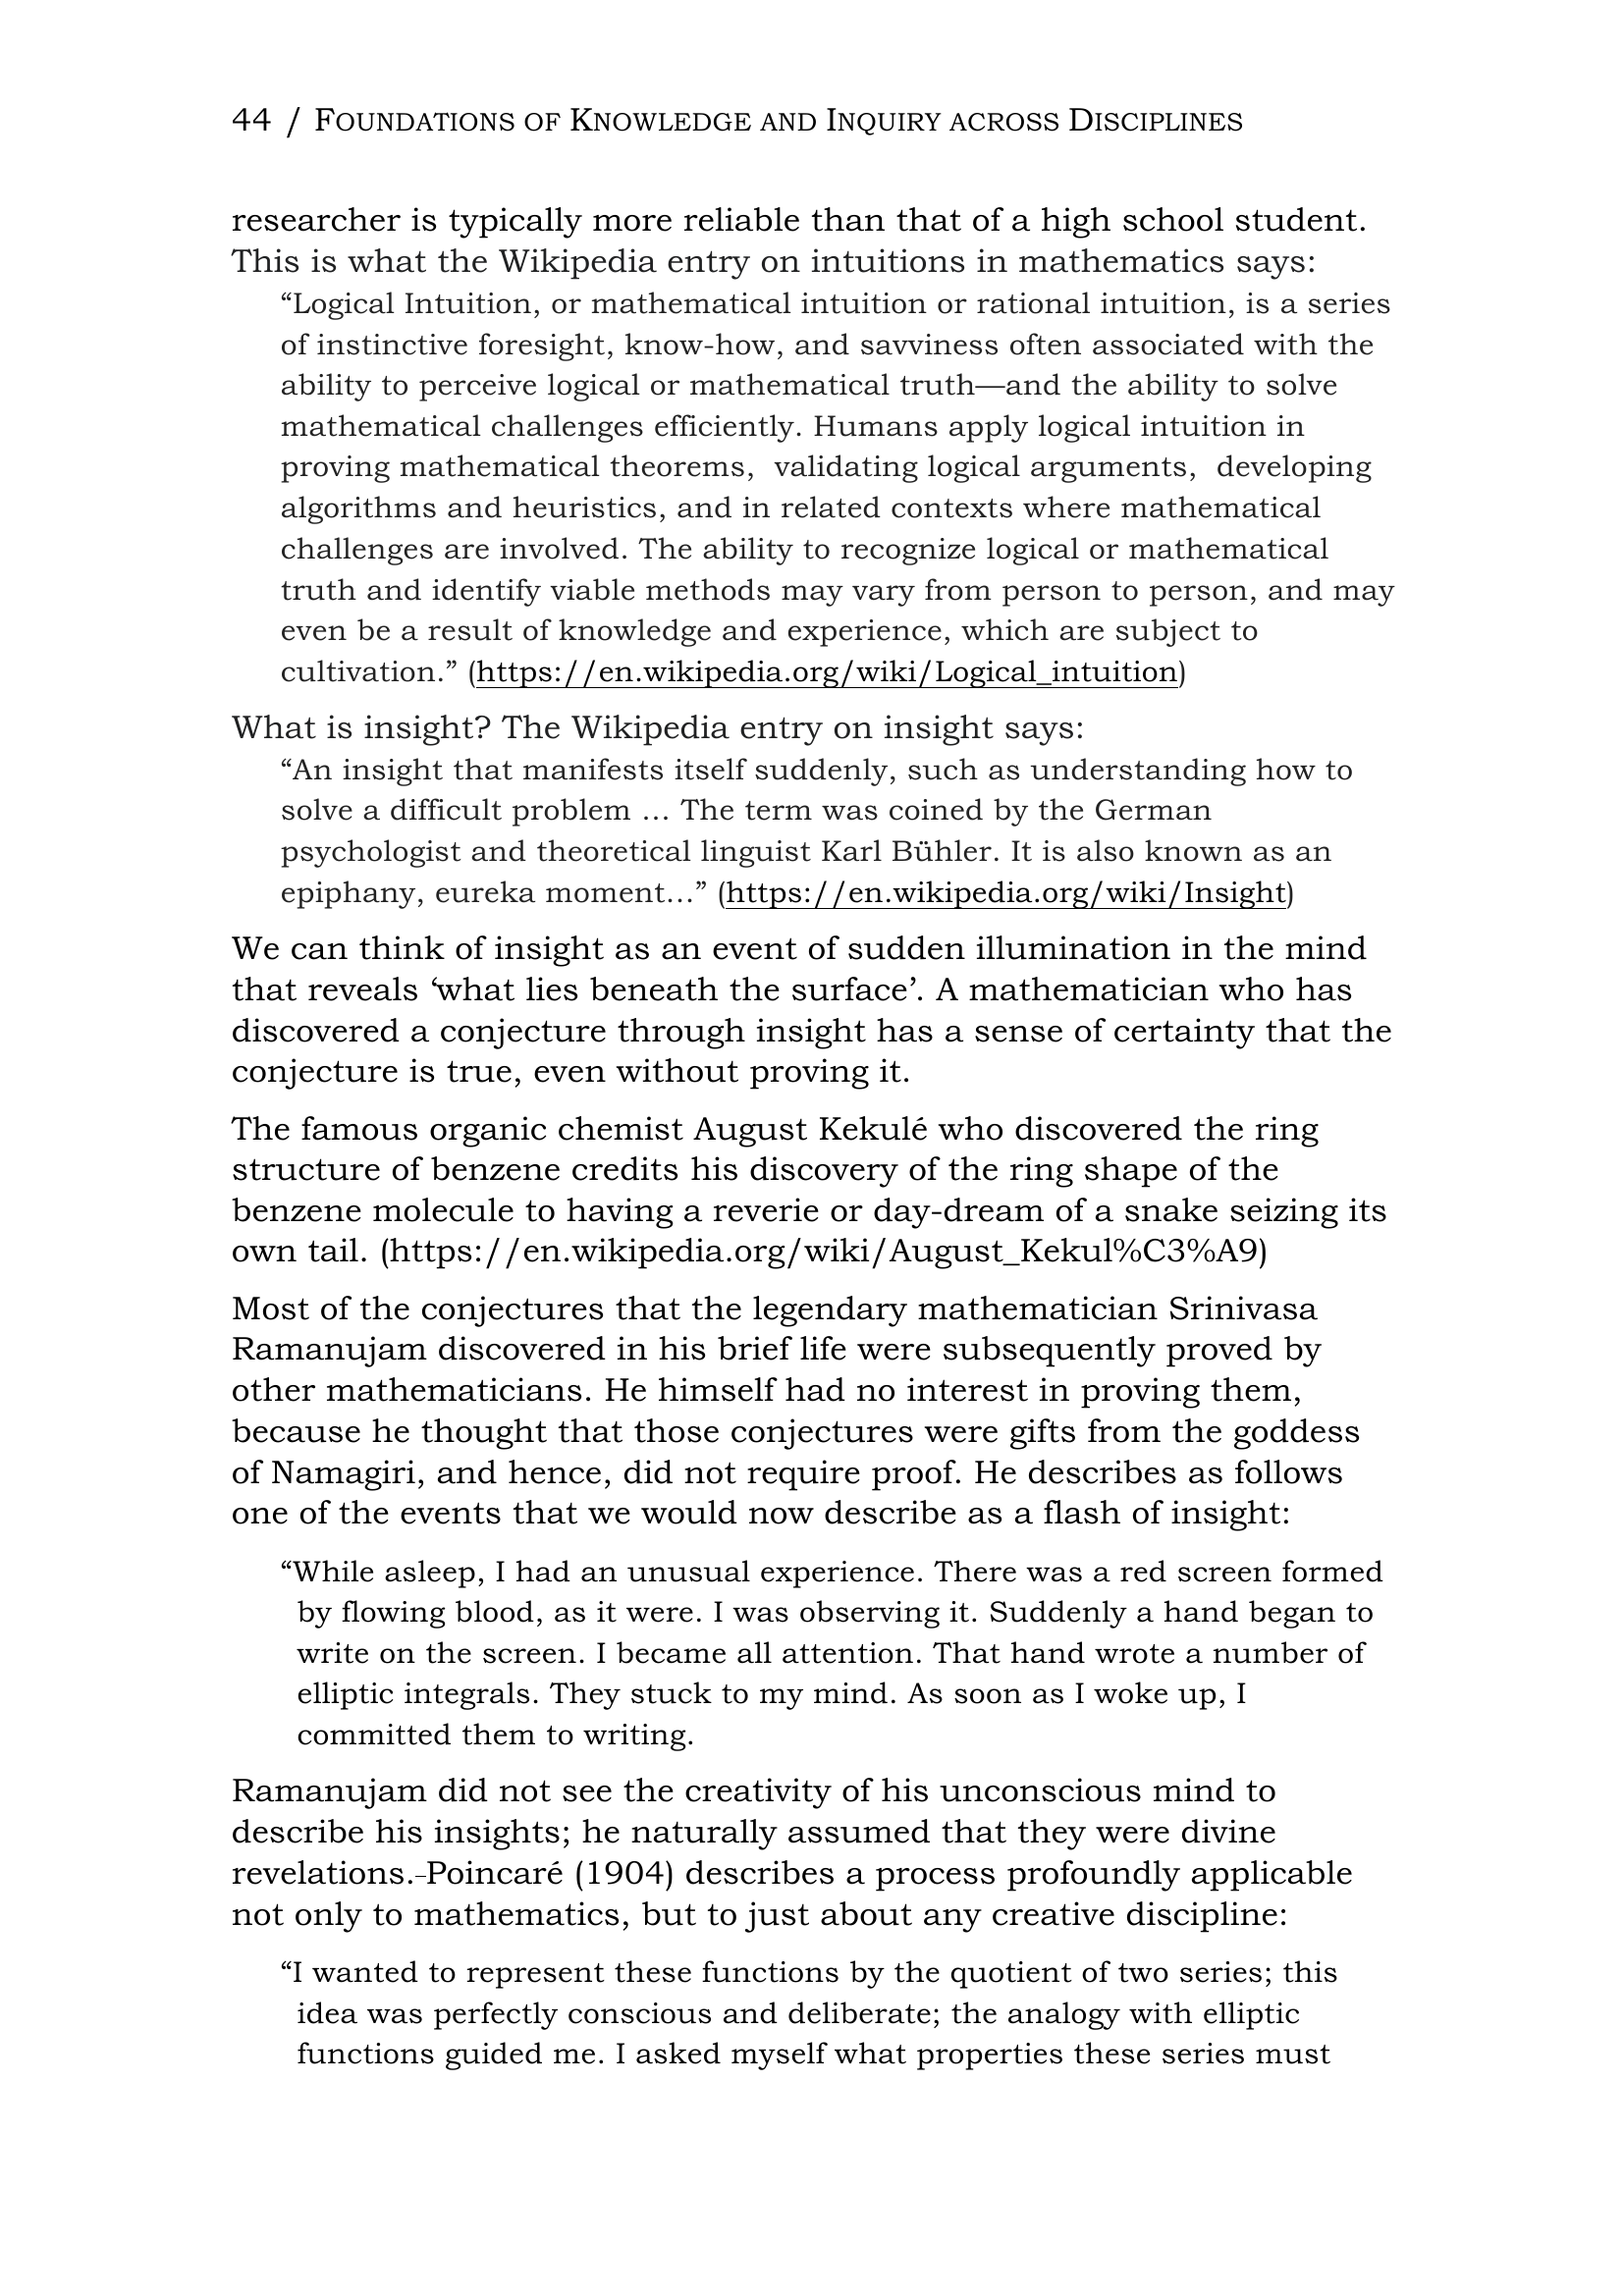 44 / FOUNDATIONS OF KNOWLEDGE AND INQUIRY ACROSS DISCIPLINES
researcher is typically more reliable than that of a high school student.
This is what the Wikipedia entry on intuitions in mathematics says:
“Logical Intuition, or mathematical intuition or rational intuition, is a series
of instinctive foresight, know-how, and savviness often associated with the
ability to perceive logical or mathematical truth—and the ability to solve
mathematical challenges efficiently. Humans apply logical intuition in
proving mathematical theorems,  validating logical arguments,  developing
algorithms and heuristics, and in related contexts where mathematical
challenges are involved. The ability to recognize logical or mathematical
truth and identify viable methods may vary from person to person, and may
even be a result of knowledge and experience, which are subject to
cultivation.” (https://en.wikipedia.org/wiki/Logical_intuition)
What is insight? The Wikipedia entry on insight says:
“An insight that manifests itself suddenly, such as understanding how to
solve a difficult problem … The term was coined by the German
psychologist and theoretical linguist Karl Bühler. It is also known as an
epiphany, eureka moment…” (https://en.wikipedia.org/wiki/Insight)
We can think of insight as an event of sudden illumination in the mind
that reveals ‘what lies beneath the surface’. A mathematician who has
discovered a conjecture through insight has a sense of certainty that the
conjecture is true, even without proving it.
The famous organic chemist August Kekulé who discovered the ring
structure of benzene credits his discovery of the ring shape of the
benzene molecule to having a reverie or day-dream of a snake seizing its
own tail. (https://en.wikipedia.org/wiki/August_Kekul%C3%A9)
Most of the conjectures that the legendary mathematician Srinivasa
Ramanujam discovered in his brief life were subsequently proved by
other mathematicians. He himself had no interest in proving them,
because he thought that those conjectures were gifts from the goddess
of Namagiri, and hence, did not require proof. He describes as follows
one of the events that we would now describe as a flash of insight:
“While asleep, I had an unusual experience. There was a red screen formed
by flowing blood, as it were. I was observing it. Suddenly a hand began to
write on the screen. I became all attention. That hand wrote a number of
elliptic integrals. They stuck to my mind. As soon as I woke up, I
committed them to writing.
Ramanujam did not see the creativity of his unconscious mind to
describe his insights; he naturally assumed that they were divine
revelations.-Poincaré (1904) describes a process profoundly applicable
not only to mathematics, but to just about any creative discipline:
“I wanted to represent these functions by the quotient of two series; this
idea was perfectly conscious and deliberate; the analogy with elliptic
functions guided me. I asked myself what properties these series must